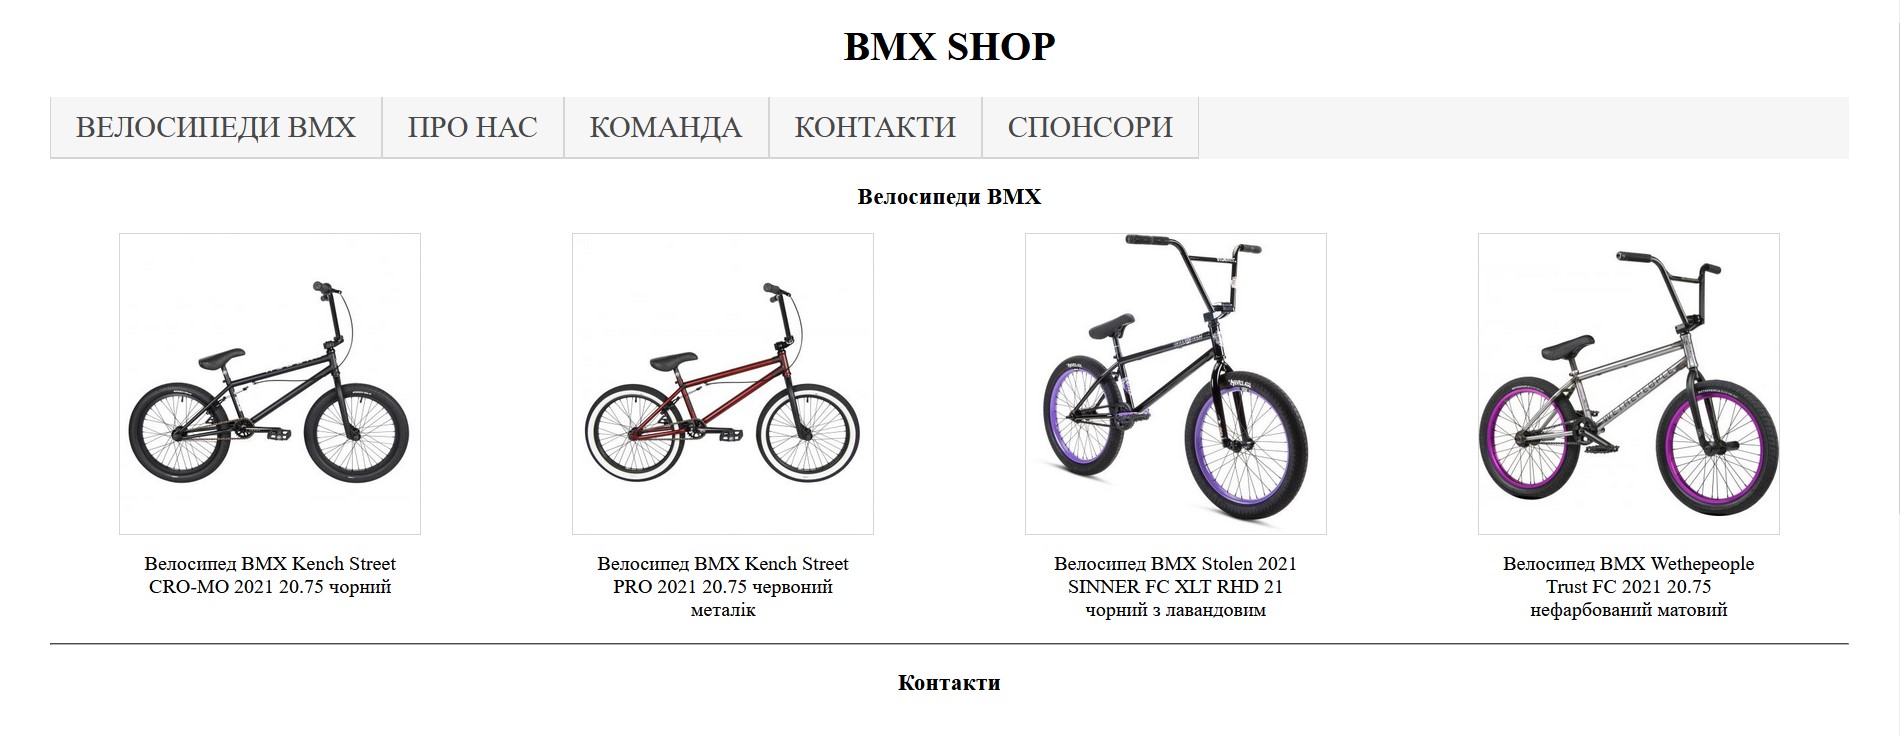 BMX SHOP
ВЕЛОСИПЕДИ BMX
ПРО НАС
КОМАНДА
КОНТАКТИ
СПОНСОРИ
Велосипеди BMX
WETHEPEOPLE
Велосипед BMX Kench Street
CRO-MO 2021 20.75 чорний
Велосипед BMX Kench Street
PRO 2021 20.75 червоний
металік
Велосипед BMX Stolen 2021
SINNER FC XLT RHD 21
чорний з лавандовим
Велосипед BMX Wethepeople
Trust FC 2021 20.75
нефарбований матовий
Контакти